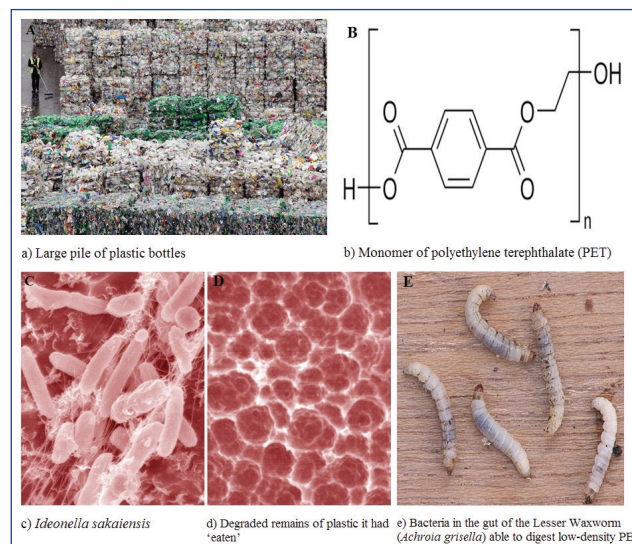 A
B
OH
O
O
O
O
H
n
a) Large pile of plastic bottles
b) Monomer of polyethylene terephthalate (PET)
C
D
E
c) Ideonella sakaiensis
d) Degraded remains of plastic it had
'eaten'
e) Bacteria in the gut of the Lesser Waxworm
(Achroia grisella) able to digest low-density PE